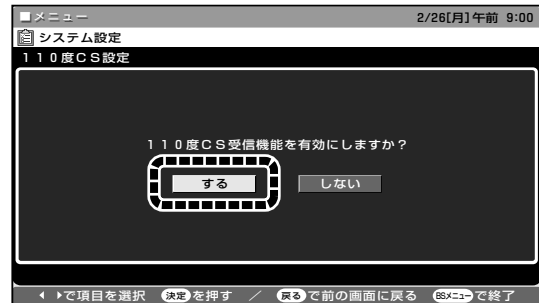 ■メニュー 2/26[月]午前 9:00
システム設定
110度CS設定
110度CS受信機能を有効にしますか?
する しない
で項目を選択 決定を押す / 戻るで前の画面に戻る BSメニューで終了